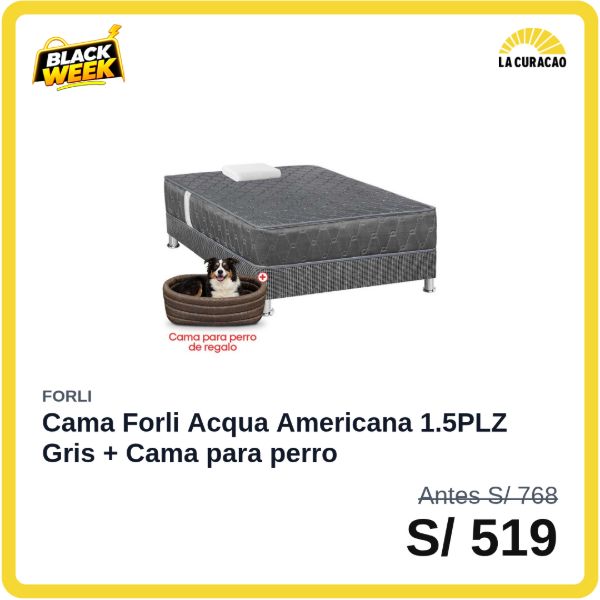 BLACK
WEEK
LA CURACAO
Cama para perro
de regalo
FORLI
Cama Forli Acqua Americana 1.5PLZ
Gris + Cama para perro
Antes S/ 768
S/ 519